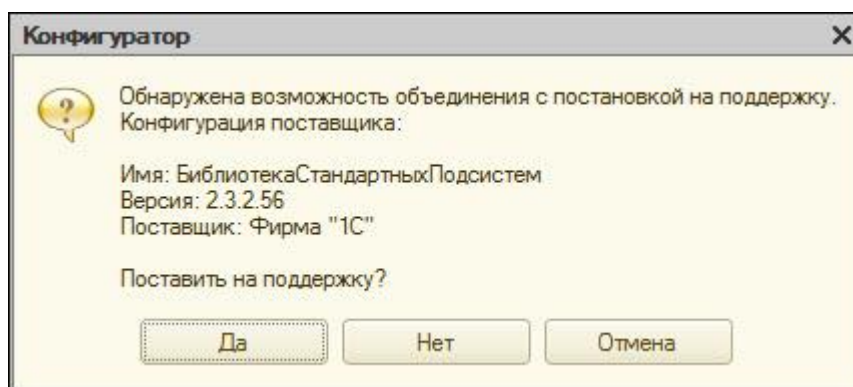 Конфигуратор
Обнаружена возможность объединения с постановкой на поддержку.
Конфигурация поставщика:
Имя: БиблиотекаСтандартныхПодсистем
Версия: 2.3.2.56
Поставщик: Фирма "1С"
Поставить на поддержку?
Да Нет Отмена